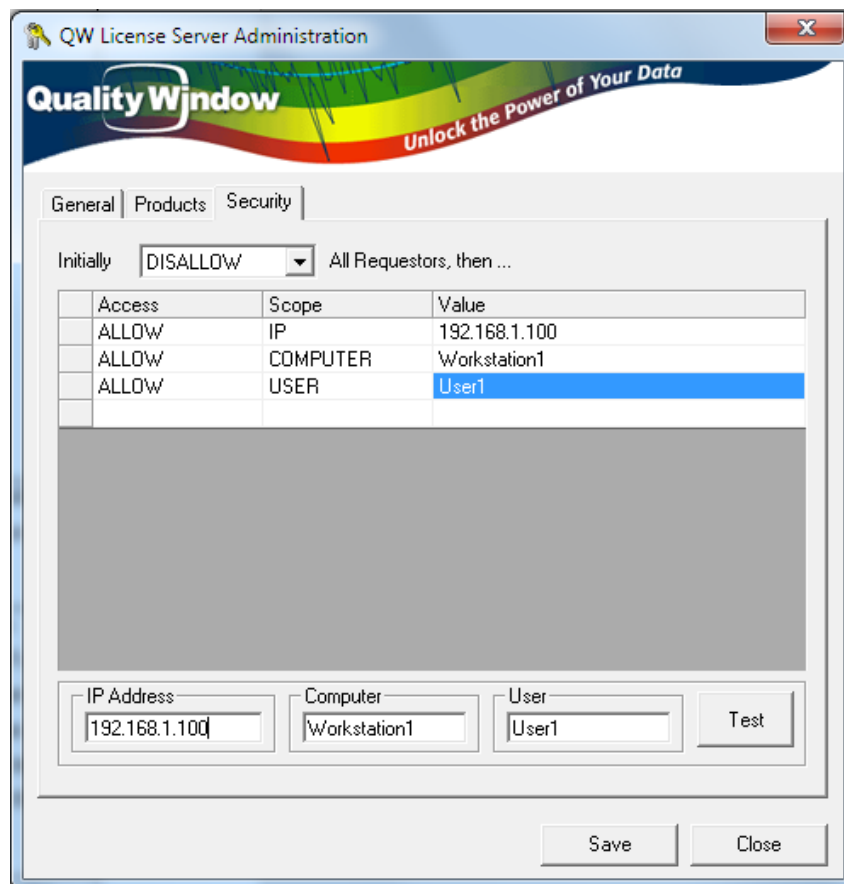 QW License Server Administration
Quality Window
Unlock the Power of Your Data
General Products Security
Initially DISALLOW All Requestors, then ...
Access Scope Value
ALLOW IP 192.168.1.100
ALLOW COMPUTER Workstation1
ALLOW USER User1
IP Address Computer User
192.168.1.100 Workstation1 User1 Test
Save Close